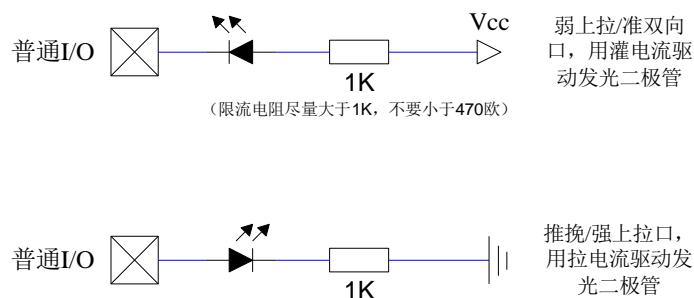 普通I/O
Vcc
1K
（限流电阻尽量大于1K，不要小于470欧）
弱上拉/准双向
口，用灌电流驱
动发光二极管
普通I/O
1K
推挽/强上拉口，
用拉电流驱动发
光二极管